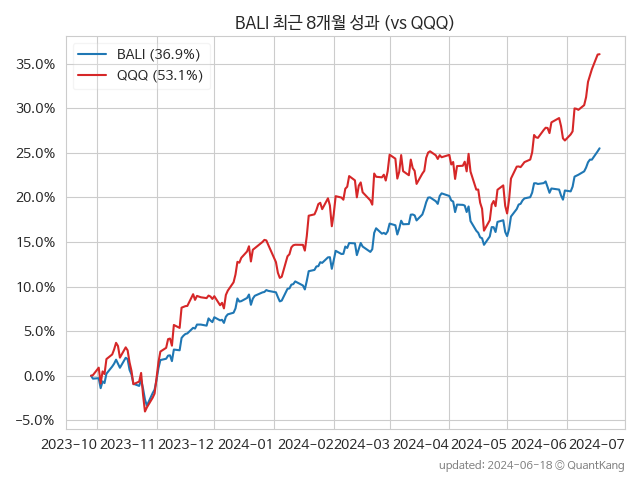 BALI 최근 8개월 성과 (vs QQQ)
BALI (36.9%)
QQQ (53.1%)
35.0%
30.0%
25.0%
20.0%
15.0%
10.0%
5.0%
0.0%
−5.0%
2023-10 2023-11 2023-12 2024-01 2024-02 2024-03 2024-04 2024-05 2024-06 2024-07
updated: 2024-06-18 © QuantKang